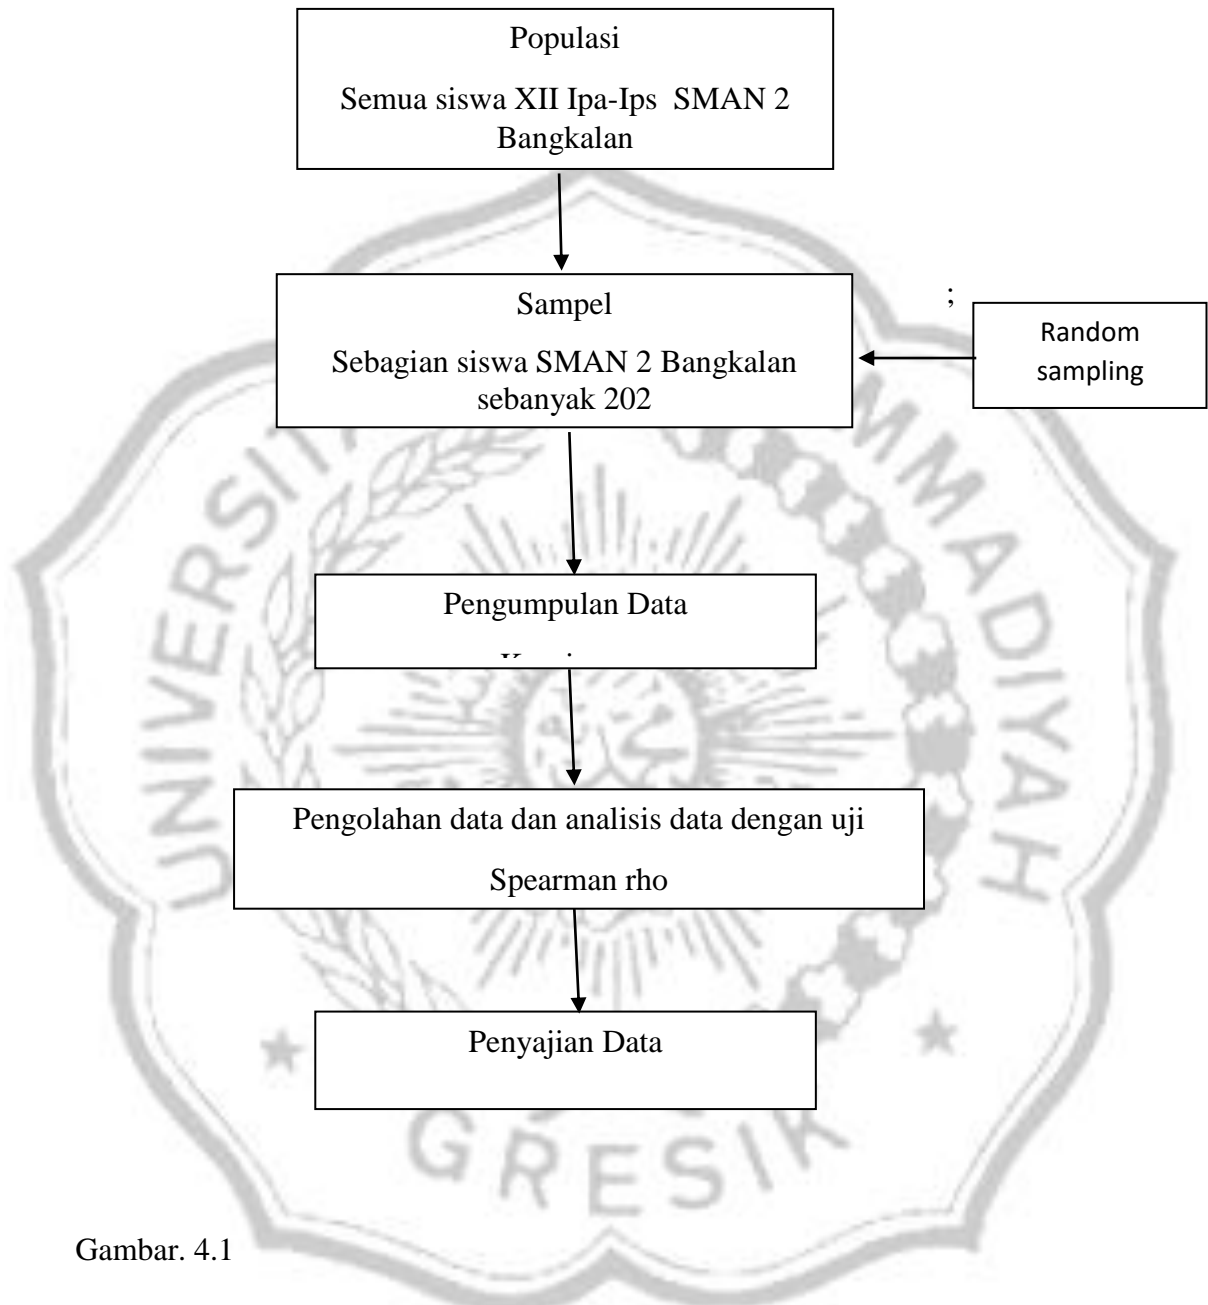 Populasi
Semua siswa XII Ipa-Ips SMAN 2
Bangkalan
Sampel
Sebagian siswa SMAN 2 Bangkalan
sebanyak 202
;
Random
sampling
Pengumpulan Data
Pengolahan data dan analisis data dengan uji
Spearman rho
Penyajian Data
GRESIK
Gambar. 4.1